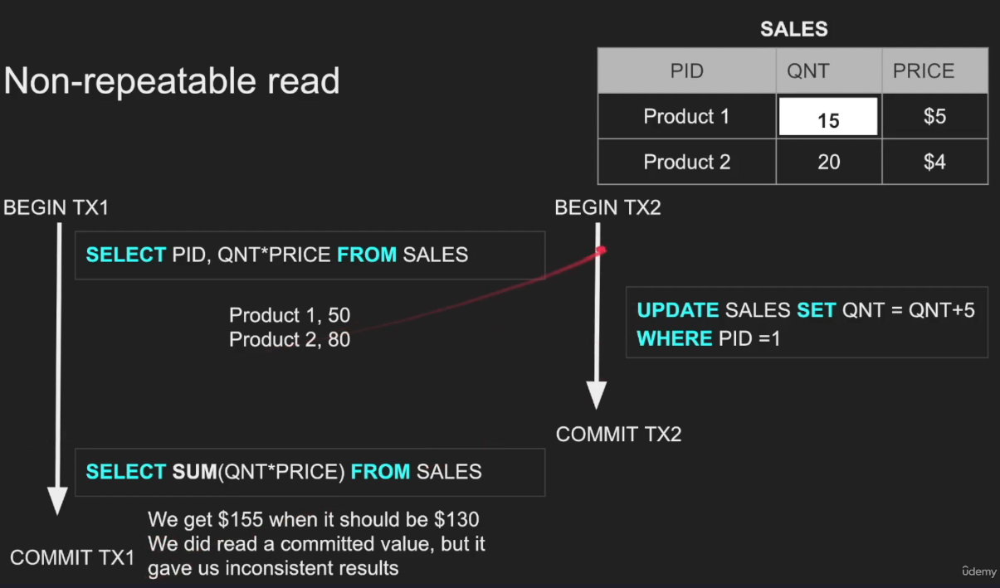 SALES
Non-repeatable read
PID QNT PRICE
Product 1 15 $5
Product 2 20 $4
BEGIN TX1
SELECT PID, QNT*PRICE FROM SALES
Product 1, 50
Product 2, 80
BEGIN TX2
UPDATE SALES SET QNT = QNT+5
WHERE PID =1
COMMIT TX2
SELECT SUM(QNT*PRICE) FROM SALES
We get $155 when it should be $130
We did read a committed value, but it
gave us inconsistent results
COMMIT TX1
ûdemy